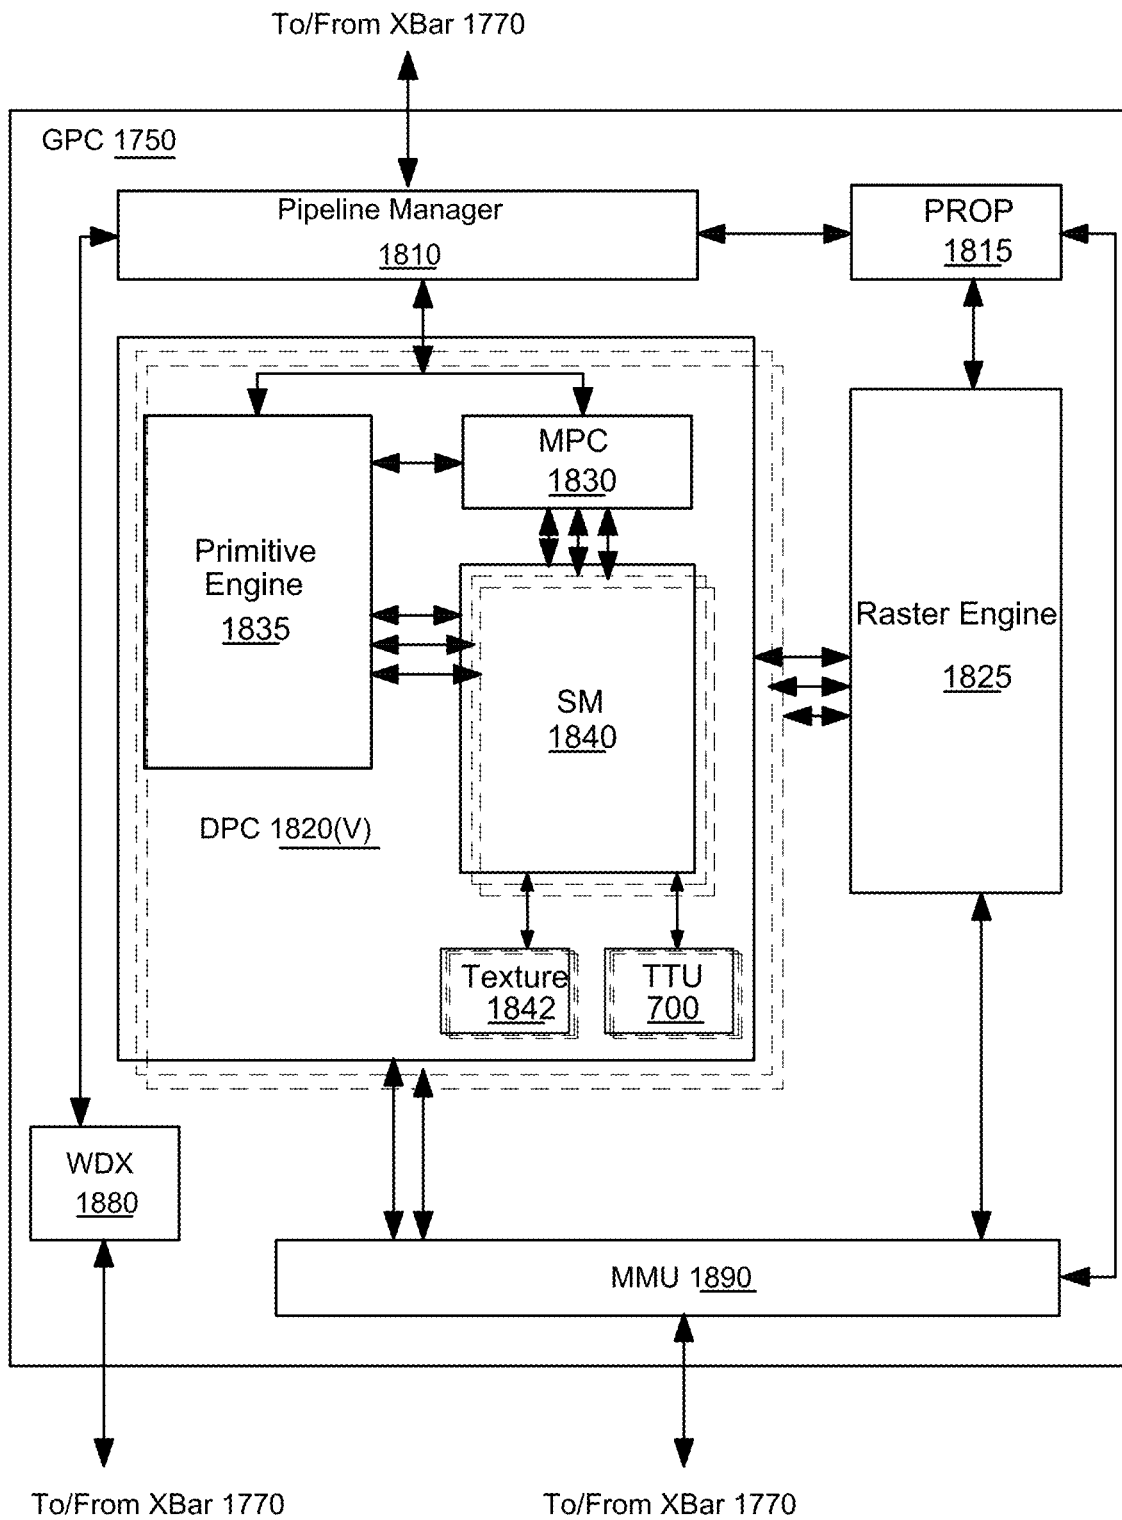 To/From XBar 1770
GPC 1750
Pipeline Manager
1810
PROP
1815
MPC
1830
Primitive
Engine
1835
Raster Engine
1825
SM
1840
DPC 1820(V)
Texture
1842
TTU
700
WDX
1880
MMU 1890
To/From XBar 1770
To/From XBar 1770